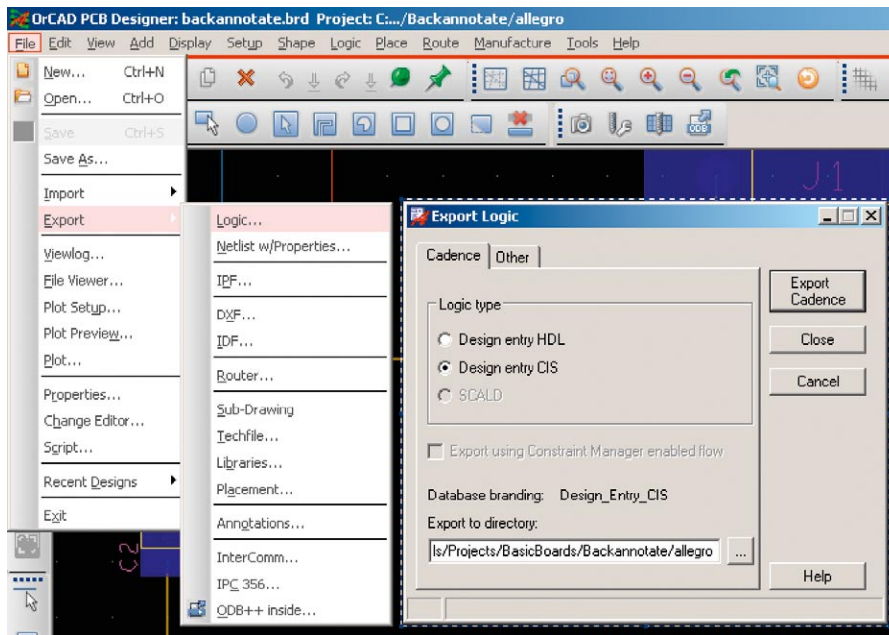 OrCAD PCB Designer: backannotate.brd Project: C:.../Backannotate/allegro
File Edit View Add Display Setup Shape Logic Place Route Manufacture Tools Help
New... Ctrl+N
Open... Ctrl+O
Save Ctrl+S
Save As...
Import
Export
Viewlog...
File Viewer...
Plot Setup...
Plot Preview...
Plot...
Properties...
Change Editor...
Script...
Recent Designs
Exit
Logic...
Netlist w/Properties...
IPF...
DXF...
IDF...
Router...
Sub-Drawing
Techfile...
Libraries...
Placement...
Annotations...
InterComm...
IPC 356...
ODB++ inside...
ODB
J1
C2
Export Logic
Cadence Other
Logic type
Design entry HDL
Design entry CIS
SCALD
Export using Constraint Manager enabled flow
Database branding: Design_Entry_CIS
Export to directory:
ls/Projects/BasicBoards/Backannotate/allegro ...
Export Cadence
Close
Cancel
Help